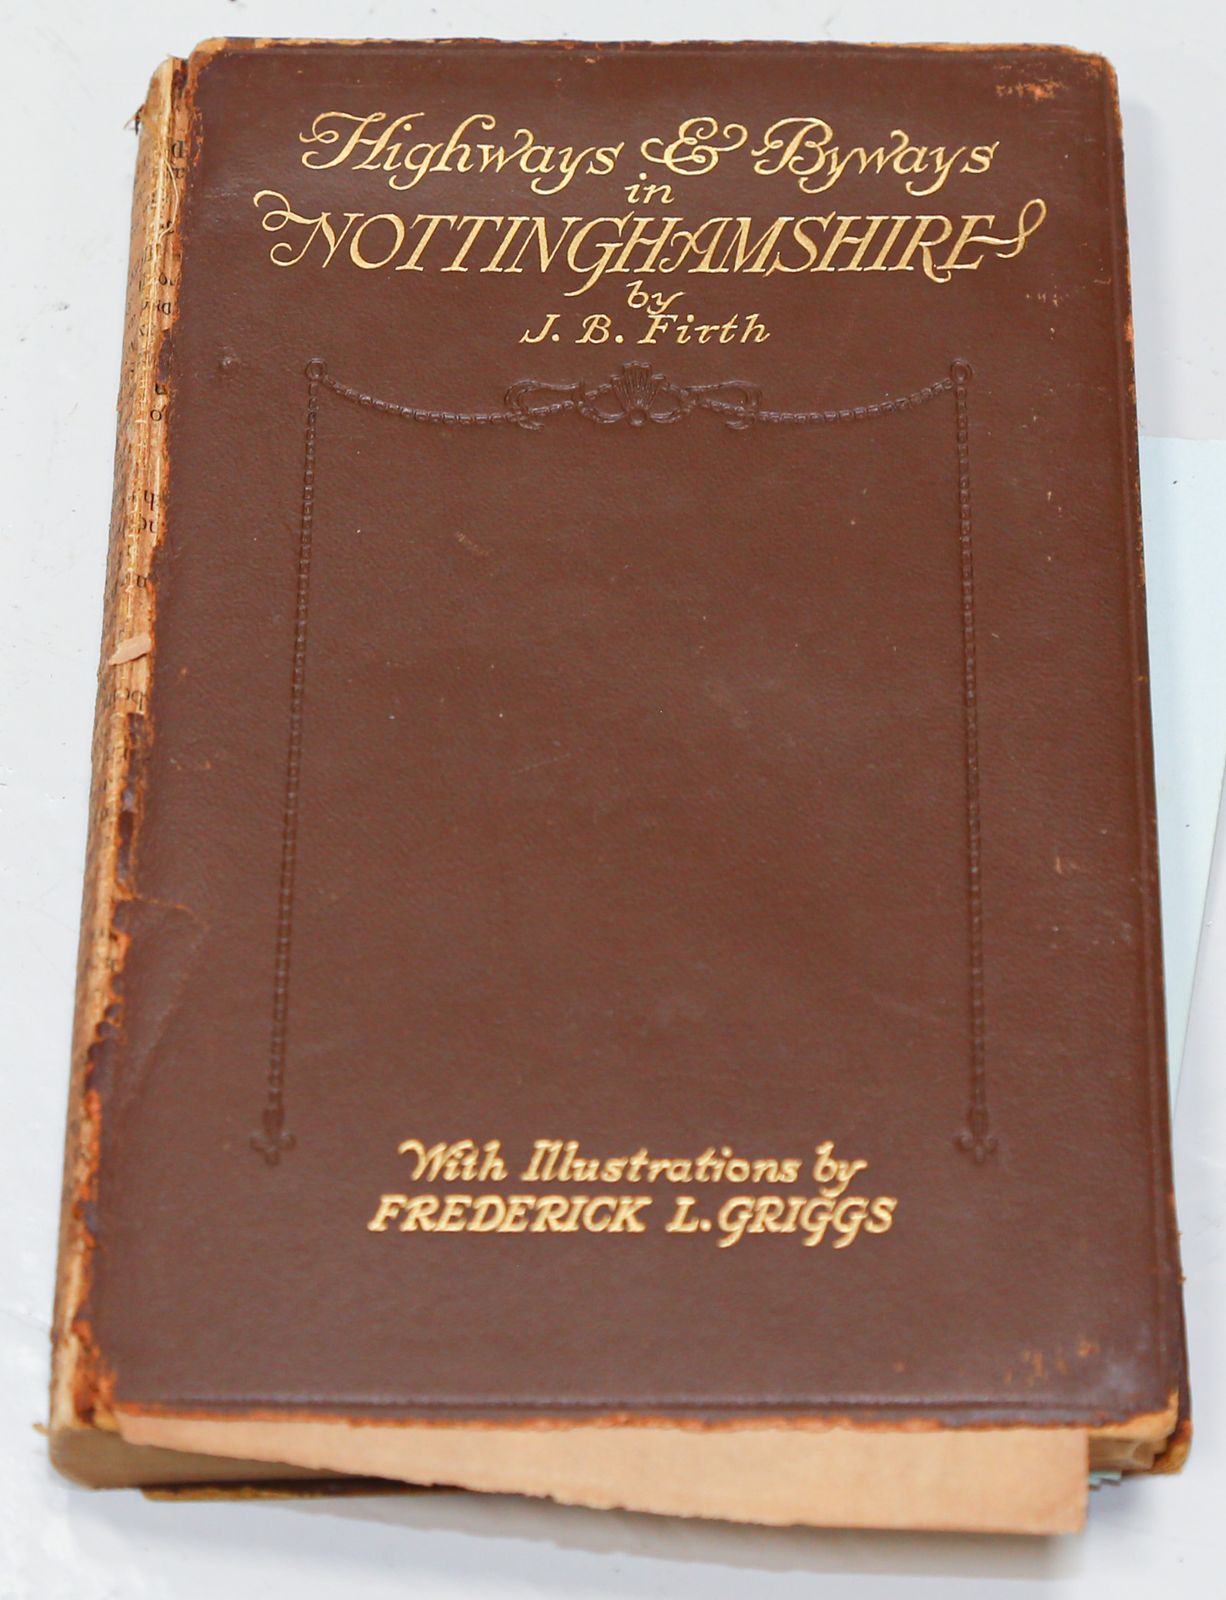 Highways & Byways
in
NOTTINGHAMSHIRE
by
J. B. Firth
With Illustrations by
FREDERICK L. GRIGGS